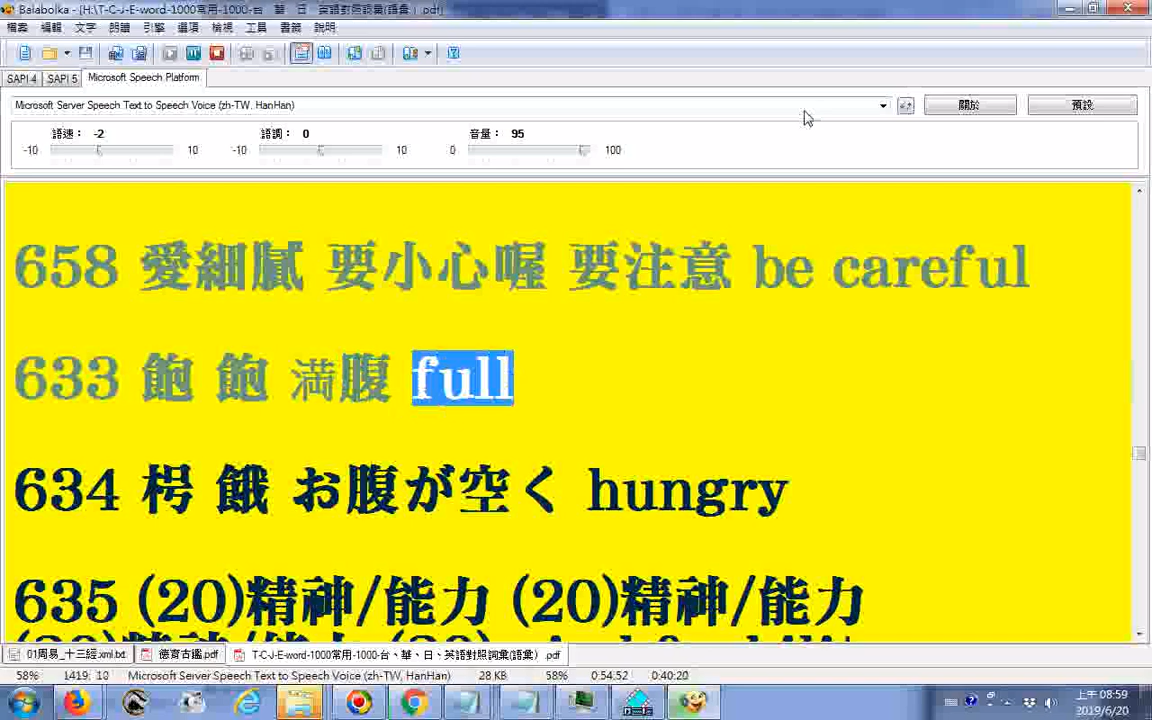 Balabolka - [H:\T-C-J-E-word-1000常用-1000-台、華、日、英語對照詞彙(語彙）.pdf]
檔案 編輯 文字 朗讀 引擎 選項 檢視 工具 書籤 說明
SAPI 4 SAPI 5 Microsoft Speech Platform
Microsoft Server Speech Text to Speech Voice (zh-TW, HanHan) 關於 預設
語速： -2 語調： 0 音量： 95
-10 10 -10 10 0 100
658 愛細膩 要小心喔 要注意 be careful
633 飽 飽 満腹 full
634 枵 餓 お腹が空く hungry
635 (20)精神/能力 (20)精神/能力
01周易_十三經.xml.txt 德育古鑑.pdf T-C-J-E-word-1000常用-1000-台、華、日、英語對照詞彙(語彙）.pdf
58% 1419, 18 Microsoft Server Speech Text to Speech Voice (zh-TW, HanHan) 28 KB 58% 0:54:52 0:40:20
上午 08:59
2019/6/20